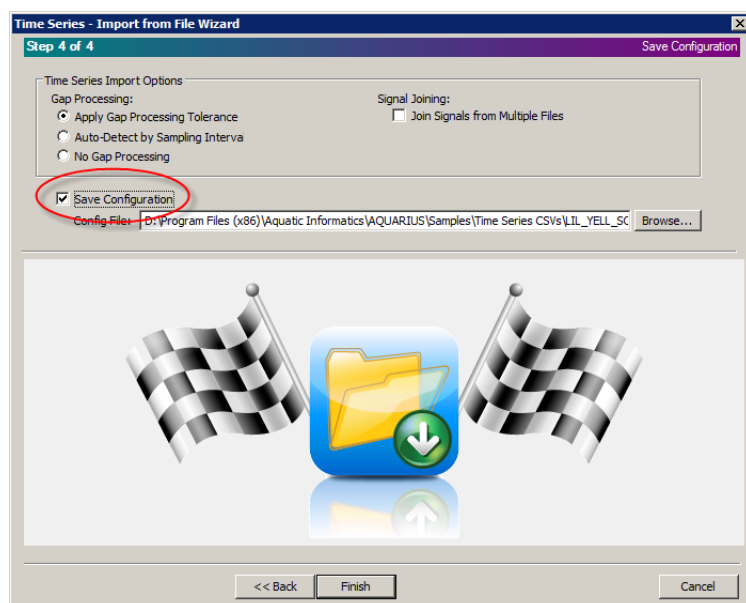 Time Series - Import from File Wizard
Step 4 of 4 Save Configuration
Time Series Import Options
Gap Processing: Signal Joining:
Apply Gap Processing Tolerance Join Signals from Multiple Files
Auto-Detect by Sampling Interva
No Gap Processing
Save Configuration
Config File: D:\Program Files (x86)\Aquatic Informatics\AQUARIUS\Samples\Time Series CSVs\LIL_YELL_SC Browse...
<< Back Finish Cancel